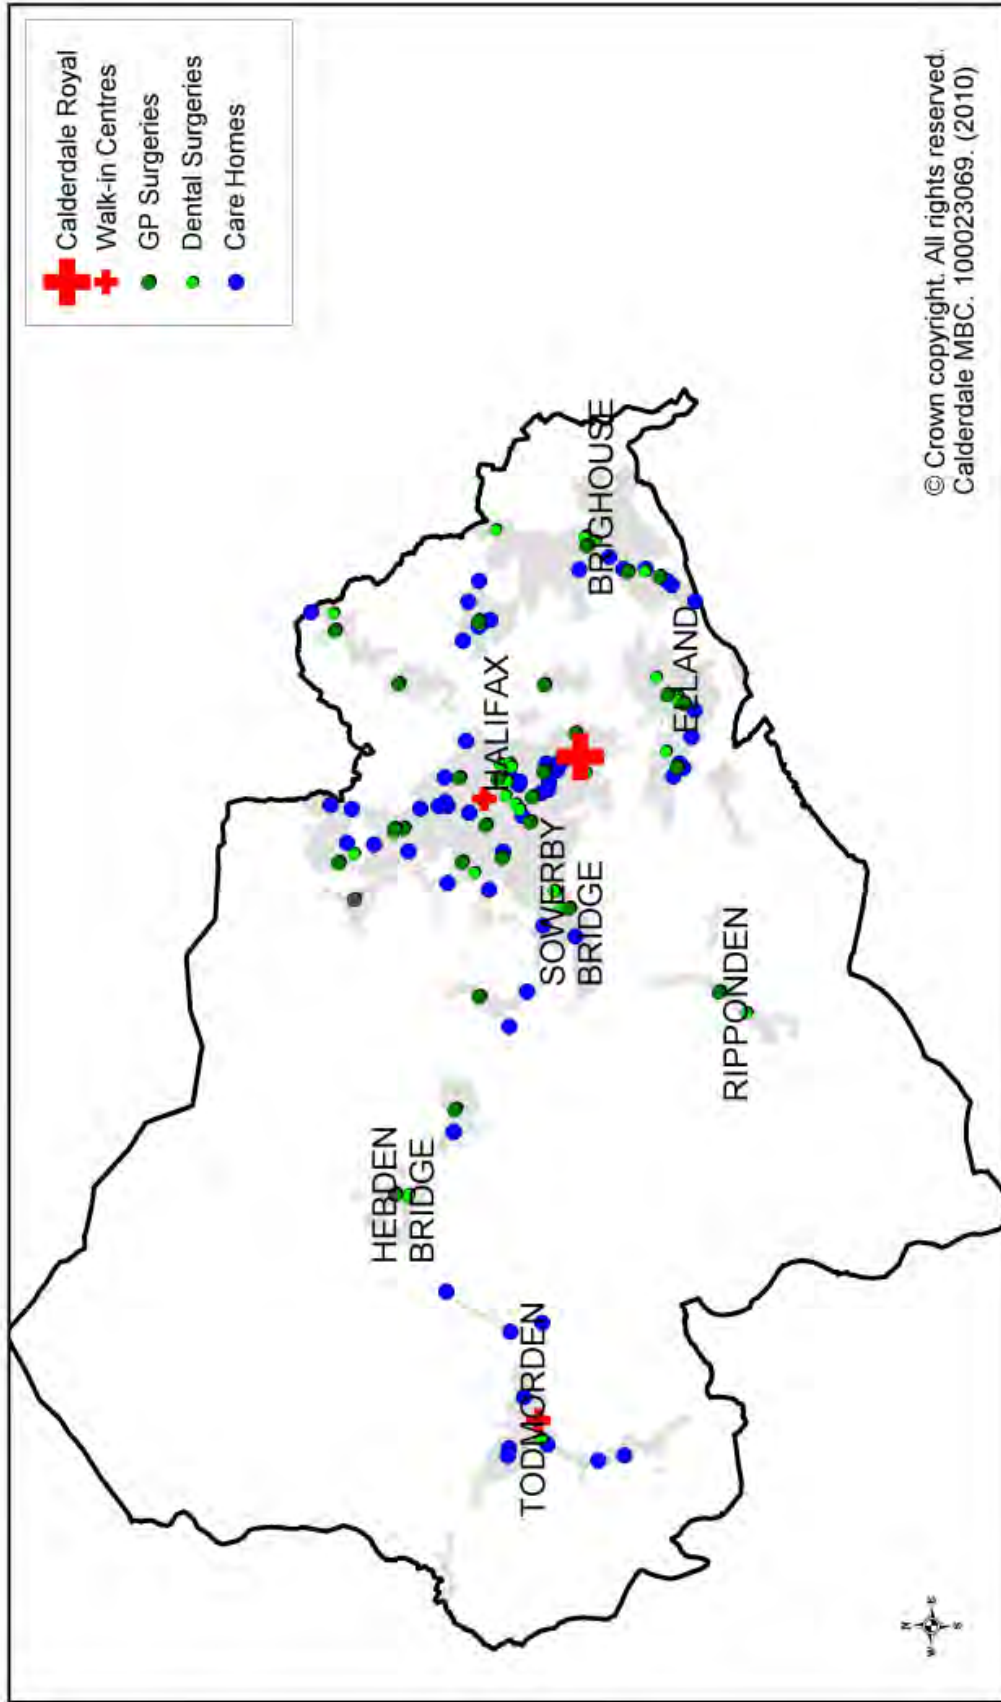 Calderdale Royal
Walk-in Centres
GP Surgeries
Dental Surgeries
Care Homes
HALIFAX
BRIGHOUSE
ELLAND
SOWERBY
BRIDGE
RIPPONDEN
HEBDEN
BRIDGE
TODMORDEN
N
W E
S
© Crown copyright. All rights reserved.
Calderdale MBC. 100023069. (2010)